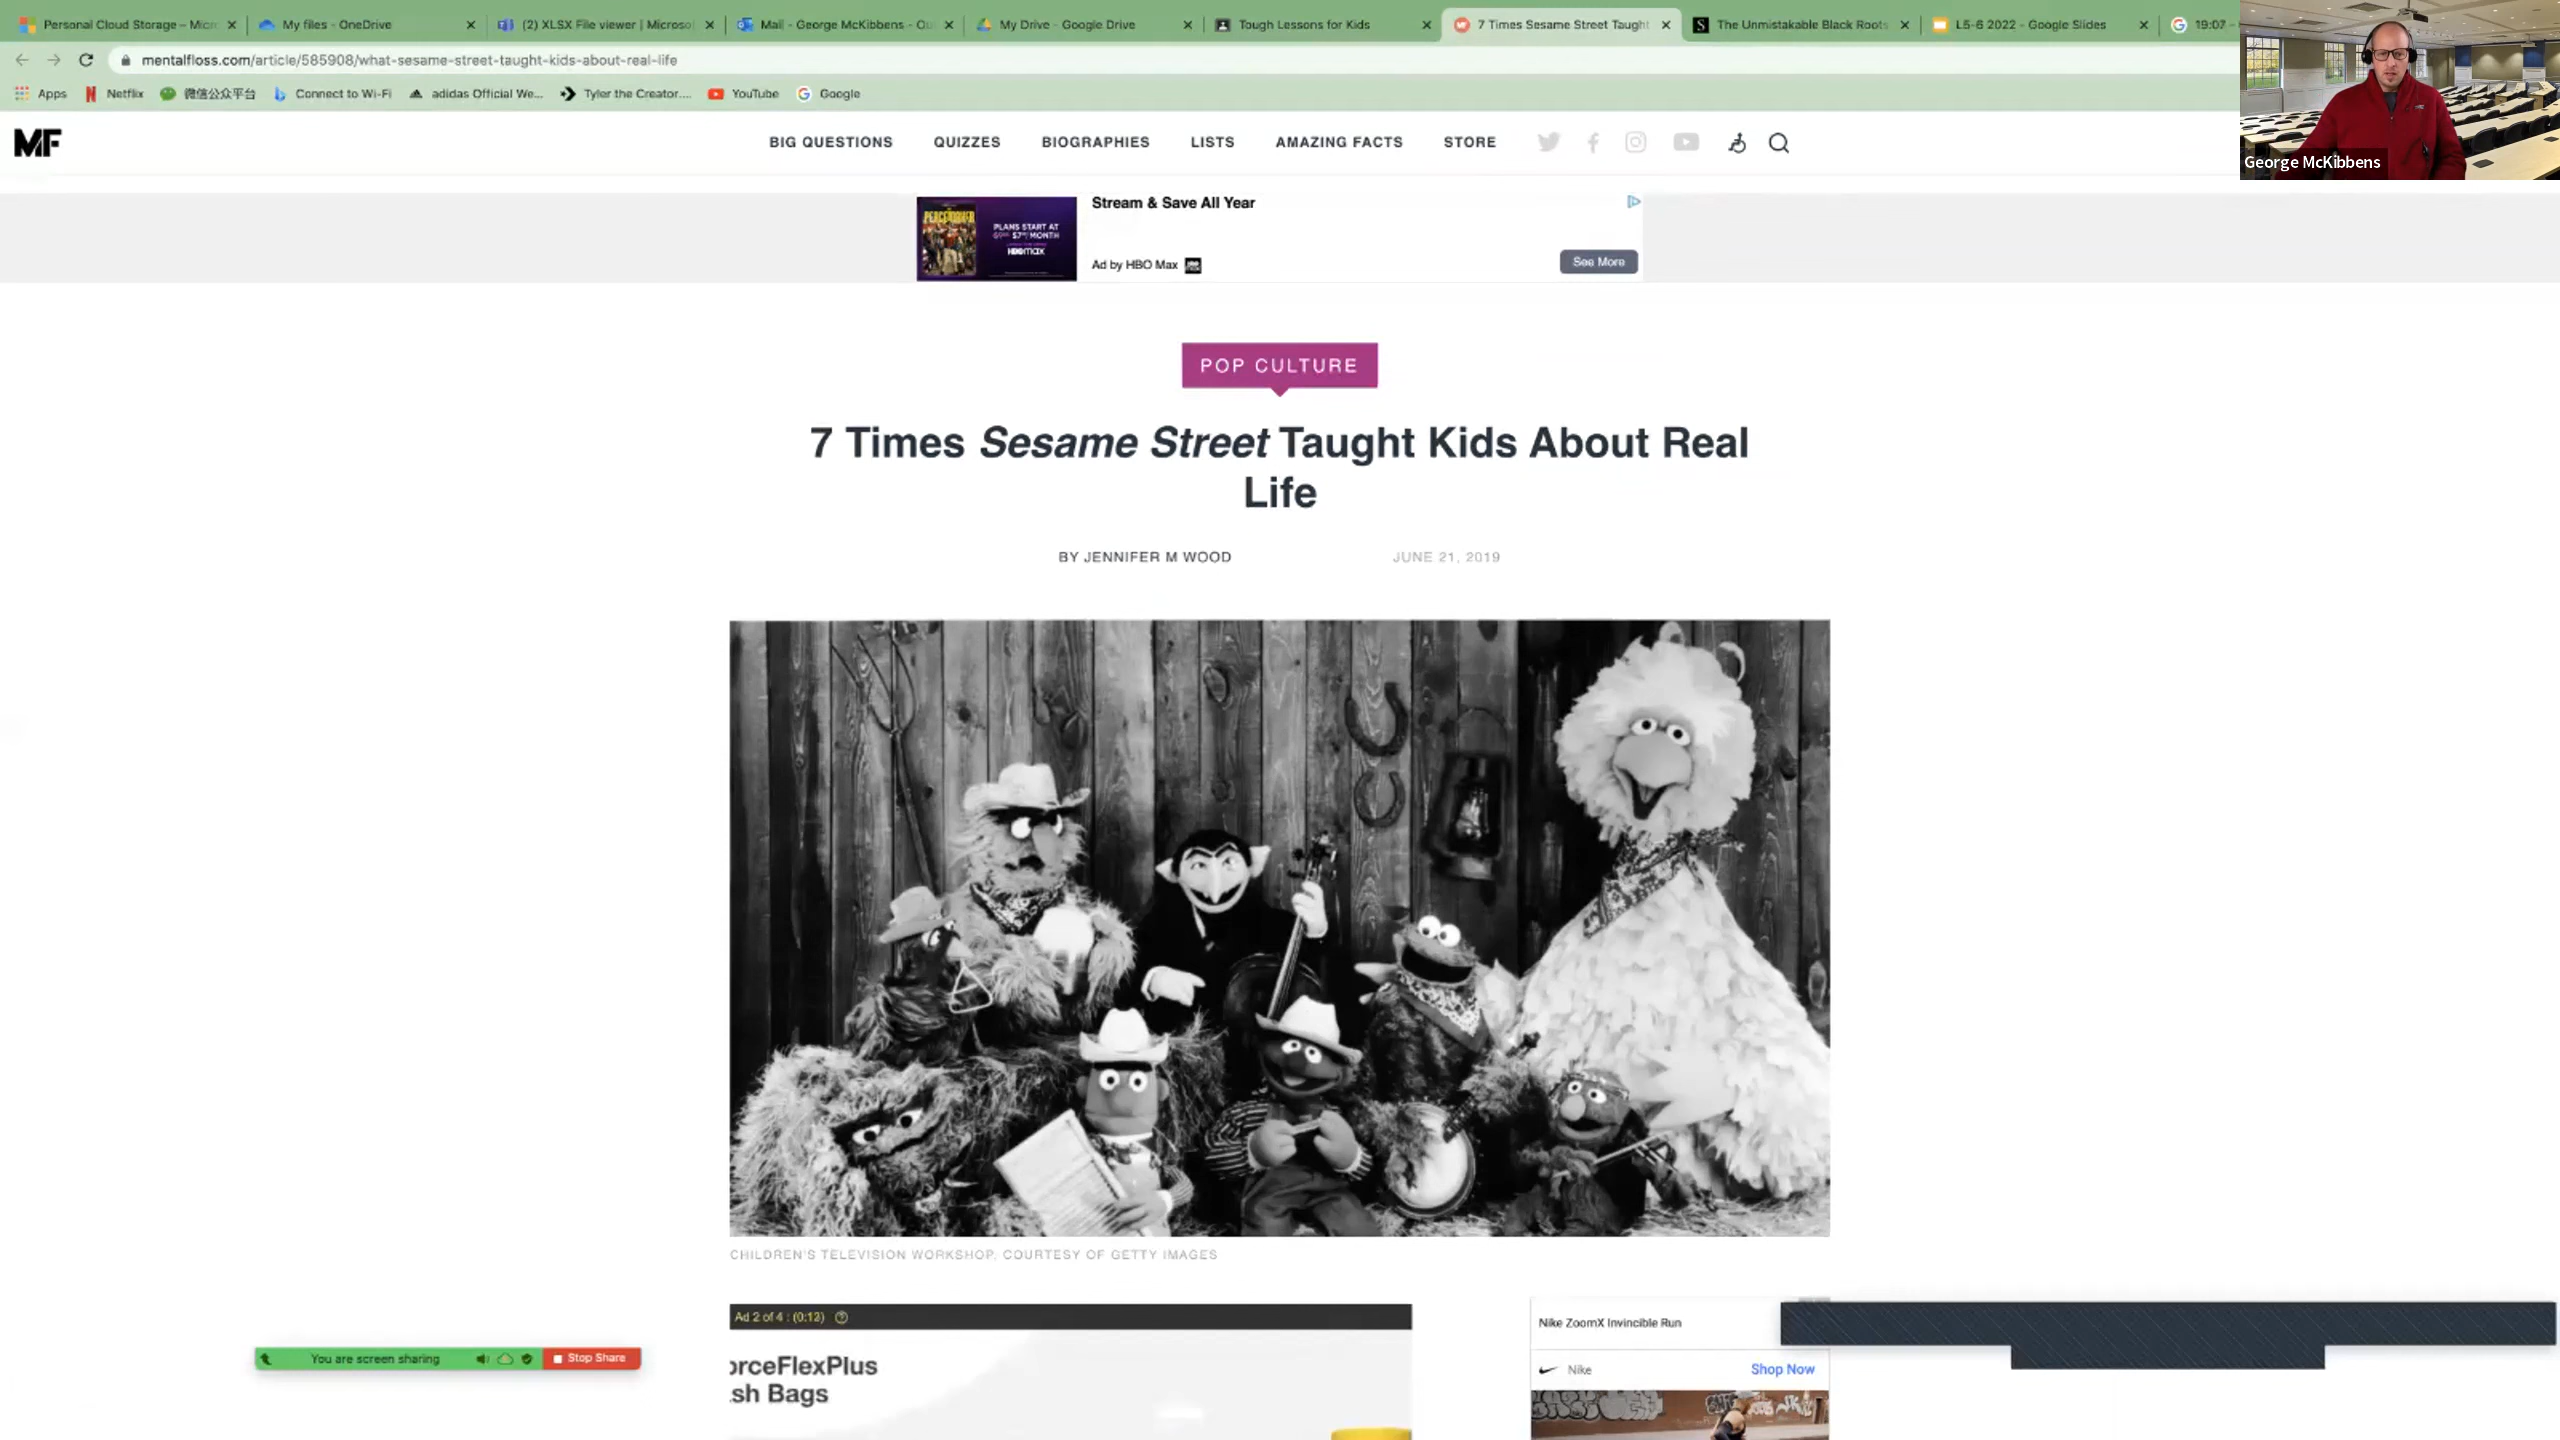 Personal Cloud Storage – Micr
My files - OneDrive
(2) XLSX File viewer | Microso
Mail - George McKibbens - Ou
My Drive - Google Drive
Tough Lessons for Kids
7 Times Sesame Street Taught
The Unmistakable Black Roots
L5-6 2022 - Google Slides
19:07 -
mentalfloss.com/article/585908/what-sesame-street-taught-kids-about-real-life
Apps
Netflix
微信公众平台
Connect to Wi-Fi
adidas Official We...
Tyler the Creator....
YouTube
Google
George McKibbens
MF
BIG QUESTIONS
QUIZZES
BIOGRAPHIES
LISTS
AMAZING FACTS
STORE
PEACEMAKER
PLANS START AT
MONTH
HBOmax
Stream & Save All Year
Ad by HBO Max
See More
POP CULTURE
7 Times Sesame Street Taught Kids About Real
Life
BY JENNIFER M WOOD
JUNE 21, 2019
CHILDREN'S TELEVISION WORKSHOP, COURTESY OF GETTY IMAGES
Ad 2 of 4 : (0:12)
orceFlexPlus
sh Bags
Nike ZoomX Invincible Run
Nike
Shop Now
You are screen sharing
Stop Share